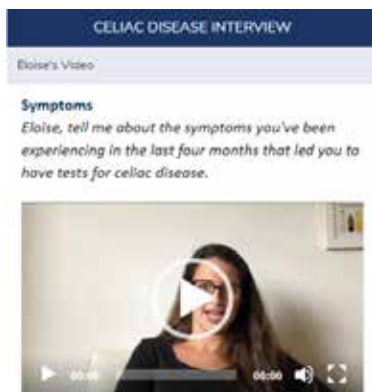 CELIAC DISEASE INTERVIEW
Eloise's Video
Symptoms
Eloise, tell me about the symptoms you've been
experiencing in the last four months that led you to
have tests for celiac disease.
00:00 00:00